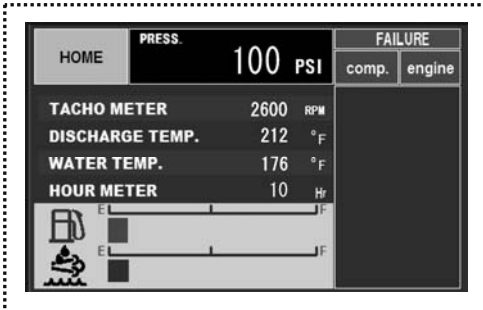 HOME
PRESS.
100 PSI
FAILURE
comp. engine
TACHO METER 2600 RPM
DISCHARGE TEMP. 212 °F
WATER TEMP. 176 °F
HOUR METER 10 Hr
E F
E F